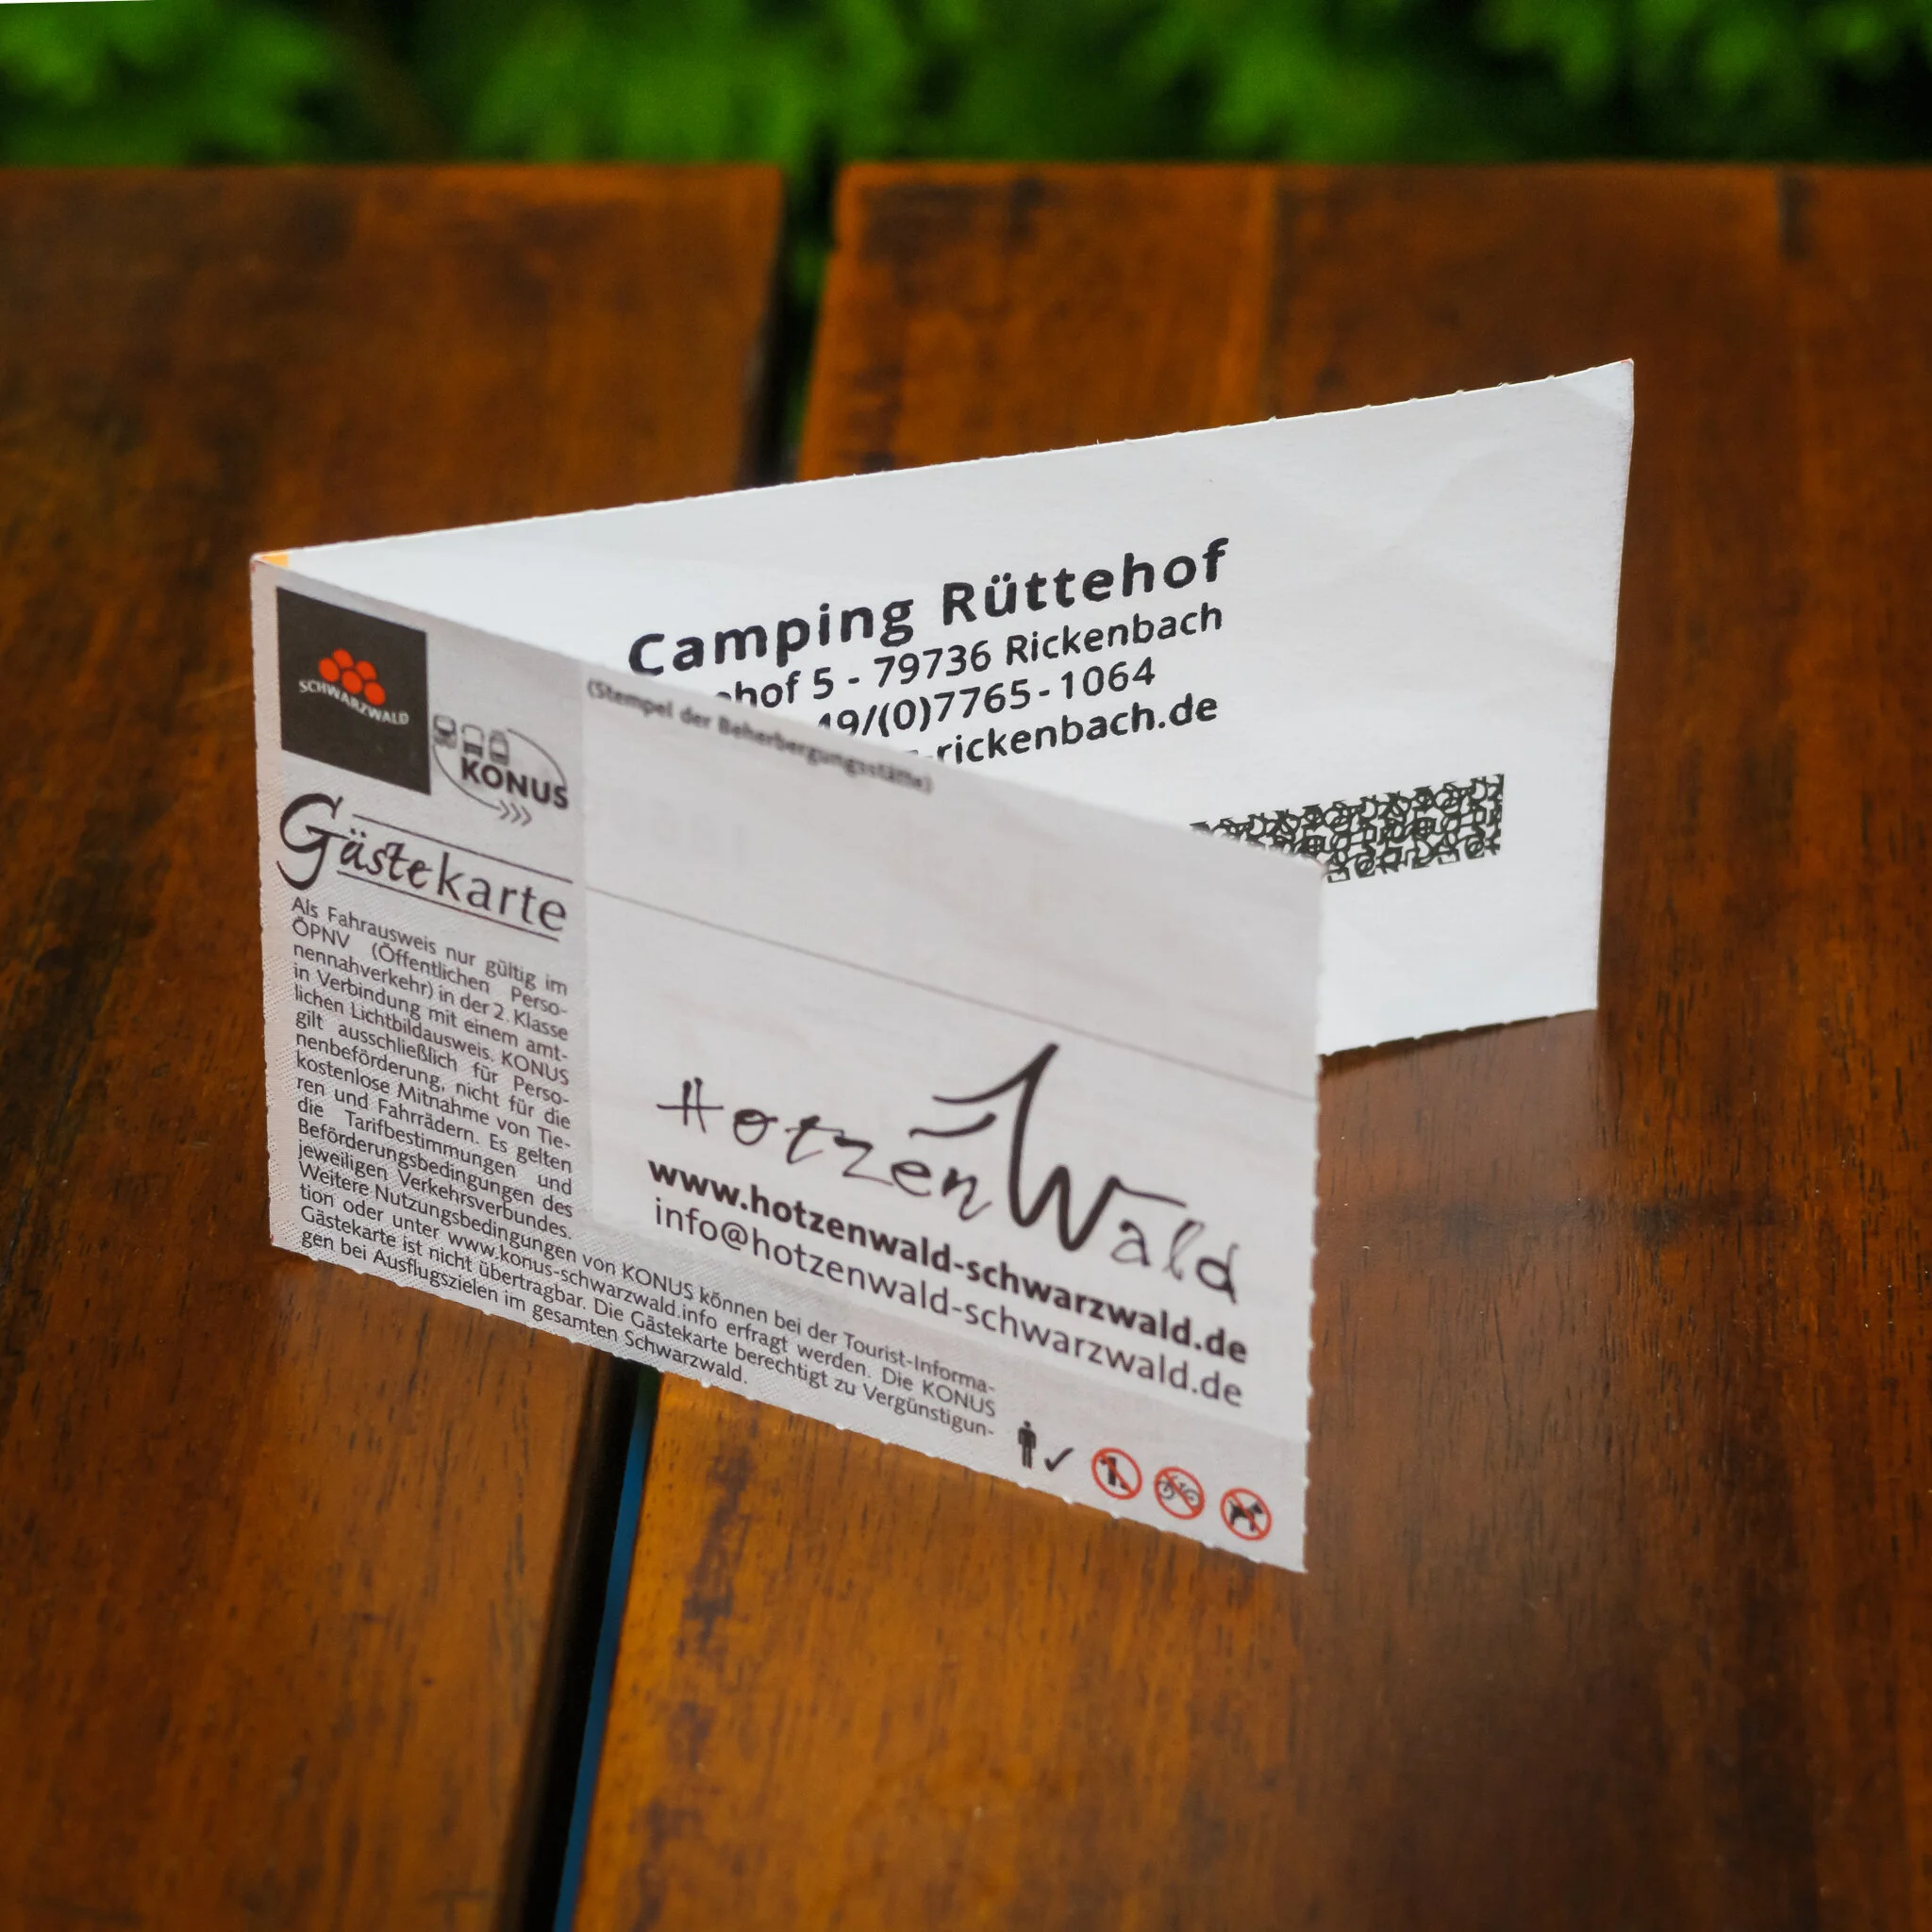 Camping Rüttehof
hof 5 - 79736 Rickenbach
49/(0)7765-1064
-rickenbach.de
SCHWARZWALD
KONUS
Gästekarte
(Stempel der Beherbergungsstätte)
Als Fahrausweis nur gültig im
ÖPNV (Öffentlichen Perso-
nennahverkehr) in der 2. Klasse
in Verbindung mit einem amt-
lichen Lichtbildausweis. KONUS
gilt ausschließlich für Perso-
nenbeförderung, nicht für die
kostenlose Mitnahme von Tie-
ren und Fahrrädern. Es gelten
die Tarifbestimmungen und
Beförderungsbedingungen des
jeweiligen Verkehrsverbundes.
Weitere Nutzungsbedingungen von KONUS können bei der Tourist-Informa-
tion oder unter www.konus-schwarzwald.info erfragt werden. Die KONUS
Gästekarte ist nicht übertragbar. Die Gästekarte berechtigt zu Vergünstigun-
gen bei Ausflugszielen im gesamten Schwarzwald.
HotzenWald
www.hotzenwald-schwarzwald.de
info@hotzenwald-schwarzwald.de